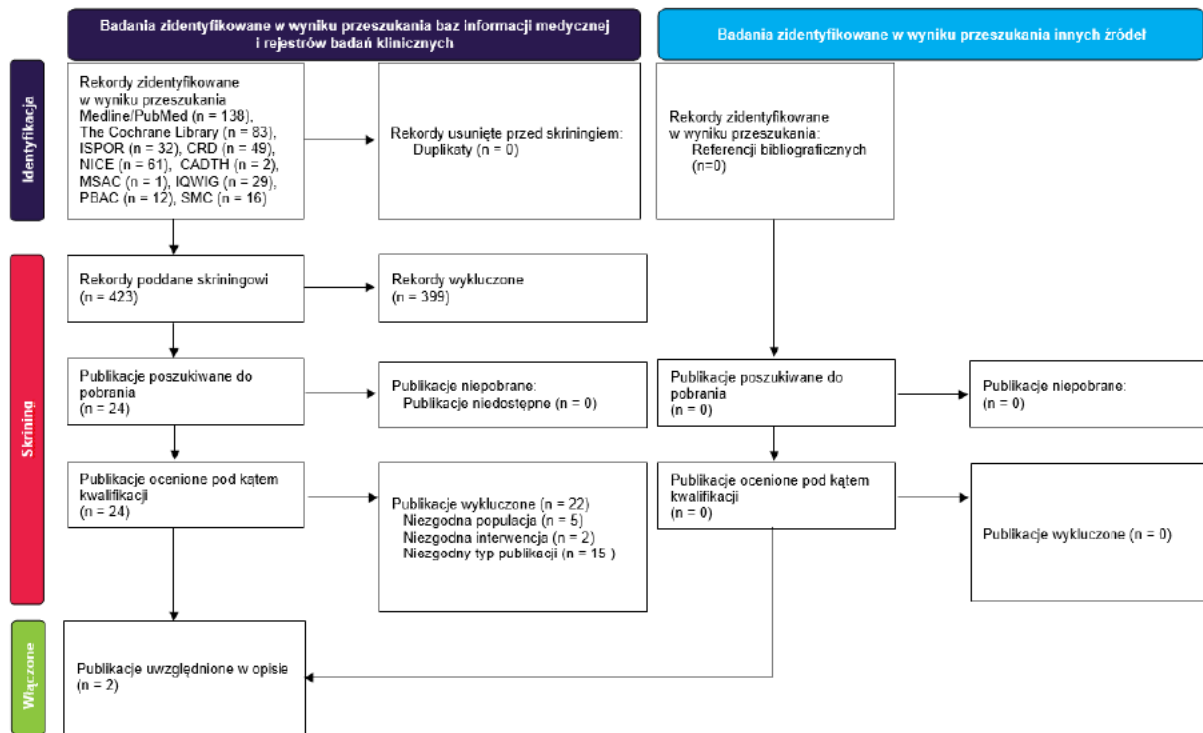 Badania zidentyfikowane w wyniku przeszukania baz informacji medycznej
i rejestrów badań klinicznych
Badania zidentyfikowane w wyniku przeszukania innych źródeł
Identyfikacja
Rekordy zidentyfikowane
w wyniku przeszukania
Medline/PubMed (n = 138),
The Cochrane Library (n = 83),
ISPOR (n = 32), CRD (n = 49),
NICE (n = 61), CADTH (n = 2),
MSAC (n = 1), IQWIG (n = 29),
PBAC (n = 12), SMC (n = 16)
Rekordy usunięte przed skriningiem:
Duplikaty (n = 0)
Rekordy zidentyfikowane
w wyniku przeszukania:
Referencji bibliograficznych
(n=0)
Skrining
Rekordy poddane skriningowi
(n = 423)
Rekordy wykluczone
(n = 399)
Publikacje poszukiwane do
pobrania
(n = 24)
Publikacje niepobrane:
Publikacje niedostępne (n = 0)
Publikacje poszukiwane do
pobrania
(n = 0)
Publikacje niepobrane:
(n = 0)
Publikacje ocenione pod kątem
kwalifikacji
(n = 24)
Publikacje wykluczone (n = 22)
Niezgodna populacja (n = 5)
Niezgodna interwencja (n = 2)
Niezgodny typ publikacji (n = 15 )
Publikacje ocenione pod kątem
kwalifikacji
(n = 0)
Publikacje wykluczone (n = 0)
Włączone
Publikacje uwzględnione w opisie
(n = 2)